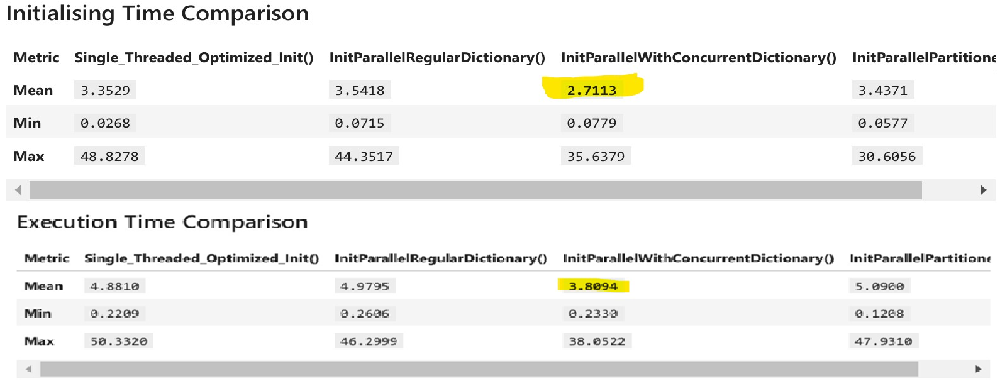 Initialising Time Comparison
Metric Single_Threaded_Optimized_Init() InitParallelRegularDictionary() InitParallelWithConcurrentDictionary() InitParallelPartitione
Mean 3.3529 3.5418 2.7113 3.4371
Min 0.0268 0.0715 0.0779 0.0577
Max 48.8278 44.3517 35.6379 30.6056
Execution Time Comparison
Metric Single_Threaded_Optimized_Init() InitParallelRegularDictionary() InitParallelWithConcurrentDictionary() InitParallelPartitione
Mean 4.8810 4.9795 3.8094 5.0900
Min 0.2209 0.2606 0.2330 0.1208
Max 50.3320 46.2999 38.0522 47.9310